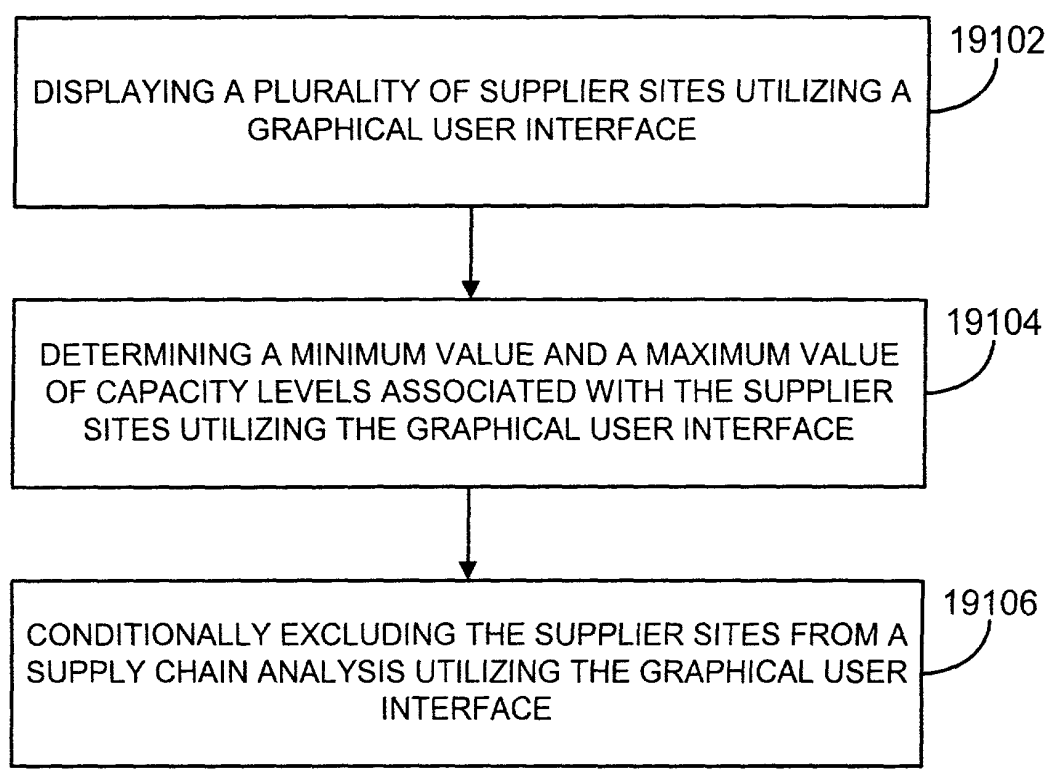 19102
DISPLAYING A PLURALITY OF SUPPLIER SITES UTILIZING A
GRAPHICAL USER INTERFACE
19104
DETERMINING A MINIMUM VALUE AND A MAXIMUM VALUE
OF CAPACITY LEVELS ASSOCIATED WITH THE SUPPLIER
SITES UTILIZING THE GRAPHICAL USER INTERFACE
19106
CONDITIONALLY EXCLUDING THE SUPPLIER SITES FROM A
SUPPLY CHAIN ANALYSIS UTILIZING THE GRAPHICAL USER
INTERFACE